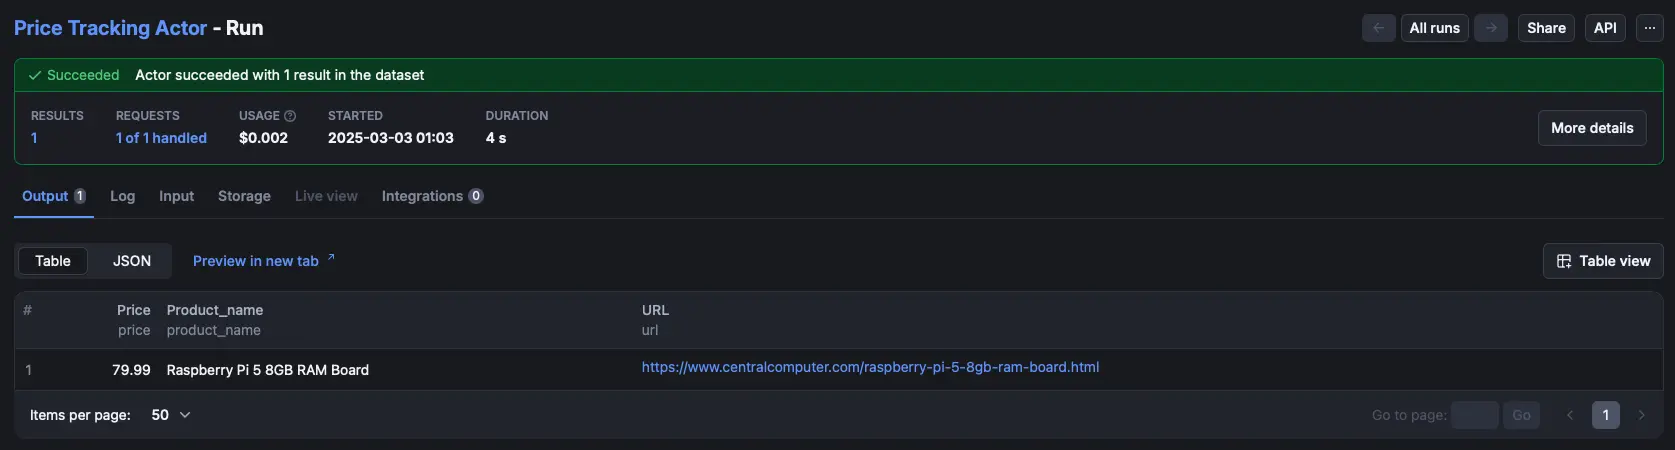 Price Tracking Actor - Run
All runs
Share
API
...
Succeeded Actor succeeded with 1 result in the dataset
RESULTS REQUESTS USAGE STARTED DURATION
1 1 of 1 handled $0.002 2025-03-03 01:03 4 s
More details
Output 1 Log Input Storage Live view Integrations 0
Table JSON Preview in new tab
Table view
# Price Product_name URL
price product_name url
1 79.99 Raspberry Pi 5 8GB RAM Board https://www.centralcomputer.com/raspberry-pi-5-8gb-ram-board.html
Items per page: 50 Go to page: Go 1